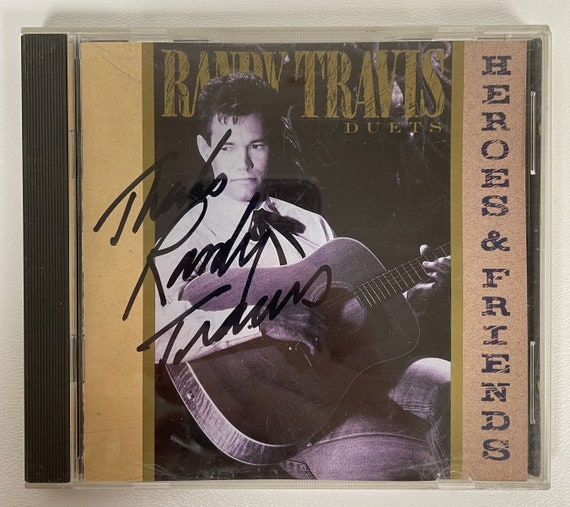 RANDY TRAVIS
DUETS
HEROES & FRIENDS
Thanks
Randy
Travis